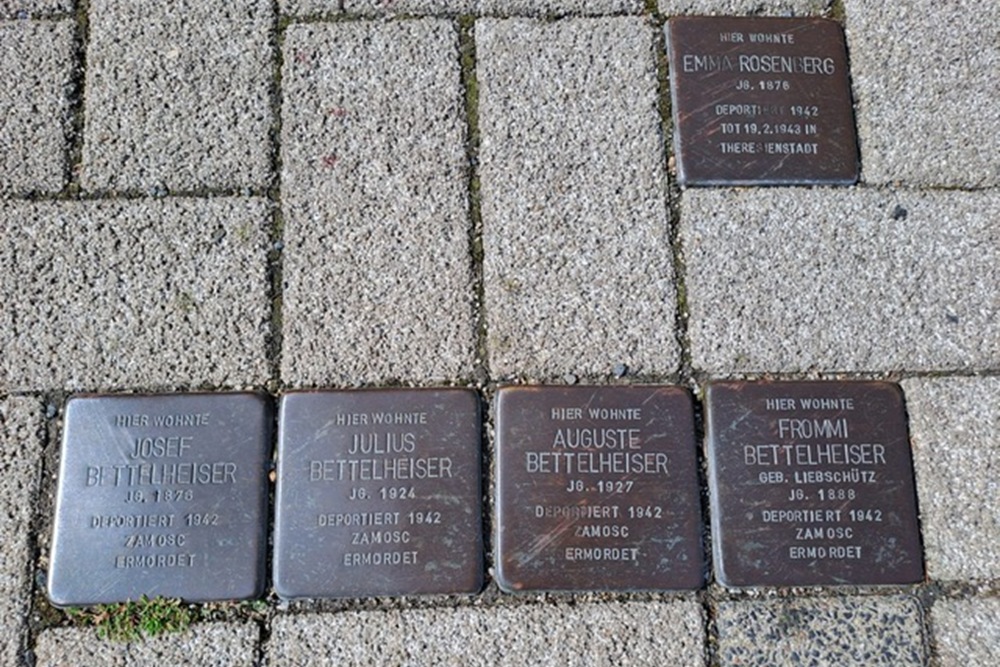 HIER WOHNTE
EMMA ROSENBERG
JG. 1876
DEPORTIERT 1942
TOT 19.2.1943 IN
THERESIENSTADT
HIER WOHNTE
JOSEF
BETTELHEISER
JG. 1876
DEPORTIERT 1942
ZAMOSC
ERMORDET
HIER WOHNTE
JULIUS
BETTELHEISER
JG. 1924
DEPORTIERT 1942
ZAMOSC
ERMORDET
HIER WOHNTE
AUGUSTE
BETTELHEISER
JG. 1927
DEPORTIERT 1942
ZAMOSC
ERMORDET
HIER WOHNTE
FROMMI
BETTELHEISER
GEB. LIEBSCHÜTZ
JG. 1888
DEPORTIERT 1942
ZAMOSC
ERMORDET